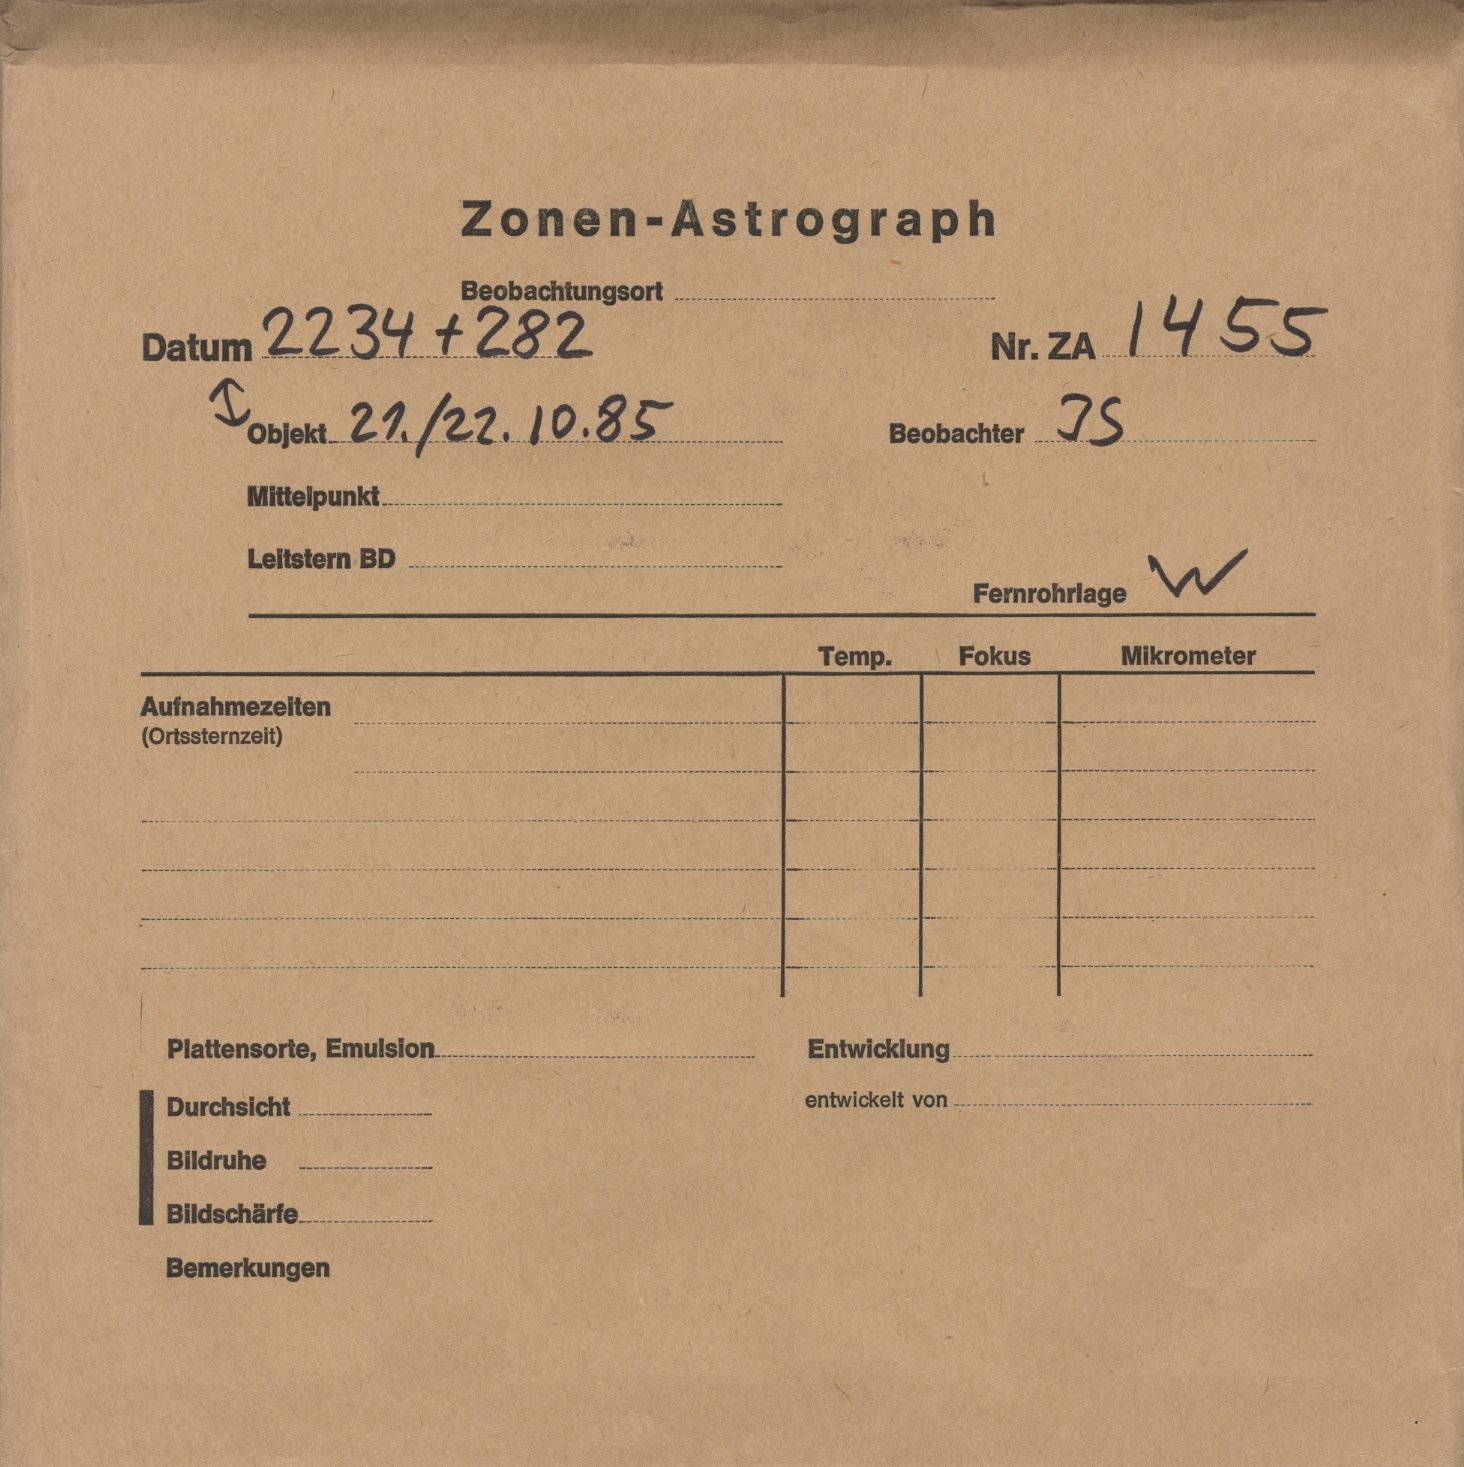 Zonen-Astrograph
Beobachtungsort
Datum 2234 + 282 Nr. ZA 1455
Objekt 21./22. 10.85 Beobachter JS
Mittelpunkt
Leitstern BD
Fernrohrlage W
Temp. Fokus Mikrometer
Aufnahmezeiten
(Ortssternzeit)
Plattensorte, Emulsion Entwicklung
Durchsicht entwickelt von
Bildruhe
Bildschärfe
Bemerkungen